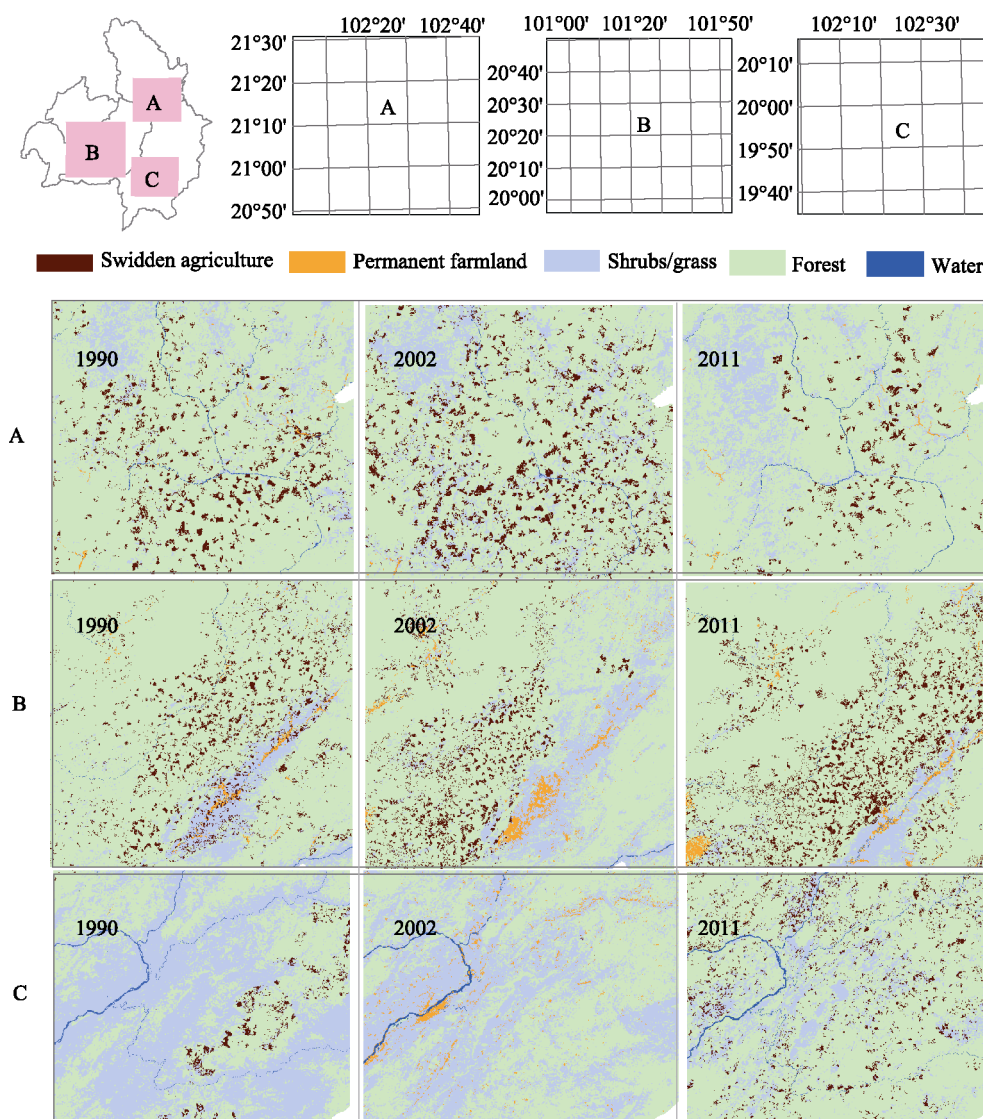 102°20' 102°40'
21°30'
21°20'
21°10'
21°00'
20°50'
A
101°00' 101°20' 101°50'
20°40'
20°30'
20°20'
20°10'
20°00'
B
102°10' 102°30'
20°10'
20°00'
19°50'
19°40'
C
A
B
C
Swidden agriculture Permanent farmland Shrubs/grass Forest Water
A
1990 2002 2011
B
1990 2002 2011
C
1990 2002 2011